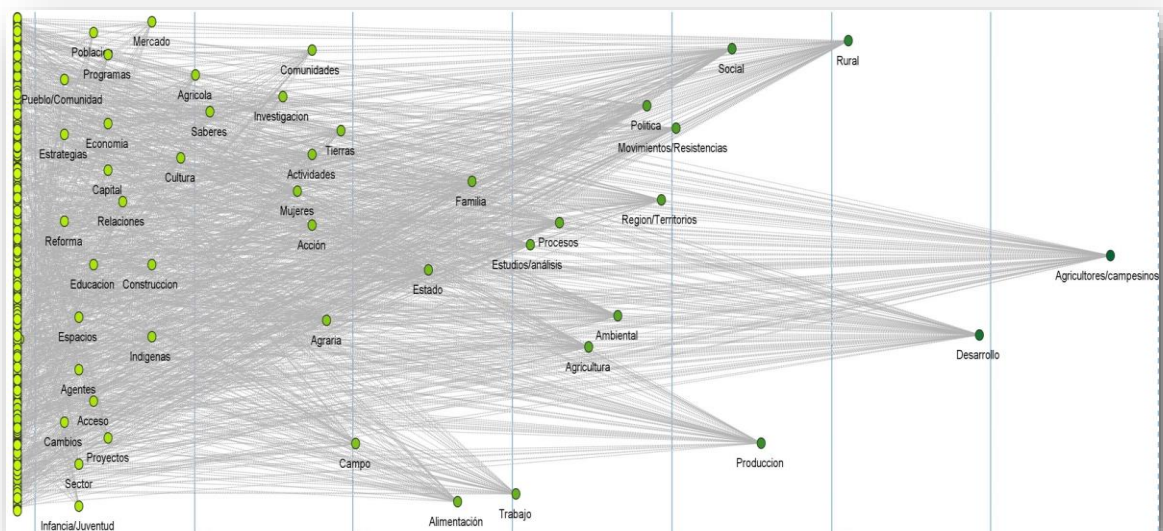 Mercado
Rural
Poblacion
Social
Comunidades
Programas
Agricola
Pueblo/Comunidad
Investigacion
Politica
Saberes
Economia
Movimientos/Resistencias
Tierras
Estrategias
Actividades
Cultura
Capital
Familia
Mujeres
Region/Territorios
Relaciones
Reforma
Procesos
Acción
Estudios/análisis
Agricultores/campesinos
Educacion
Construccion
Estado
Ambiental
Espacios
Agraria
Indigenas
Desarrollo
Agricultura
Agentes
Acceso
Cambios
Proyectos
Campo
Produccion
Sector
Trabajo
Alimentación
Infancia/Juventud